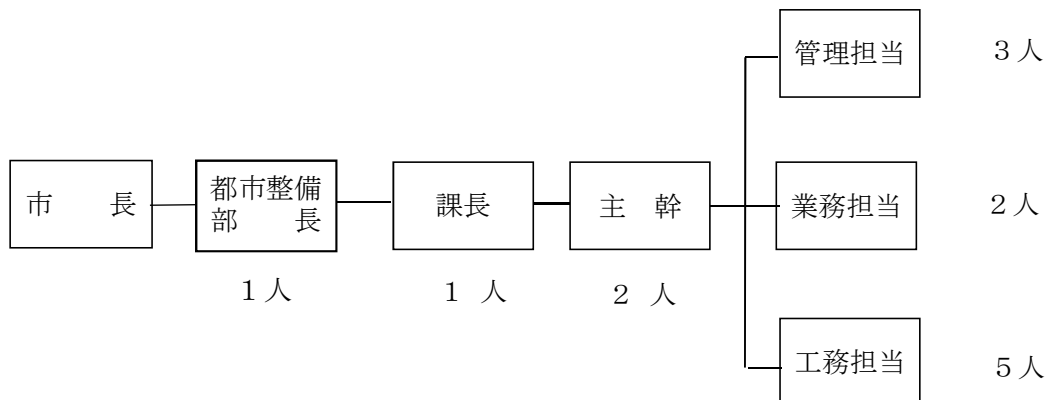 管理担当 ３人
市　　長
都市整備
部　　長
１人
課長
１ 人
主　幹
２ 人
業務担当 ２人
工務担当 ５人